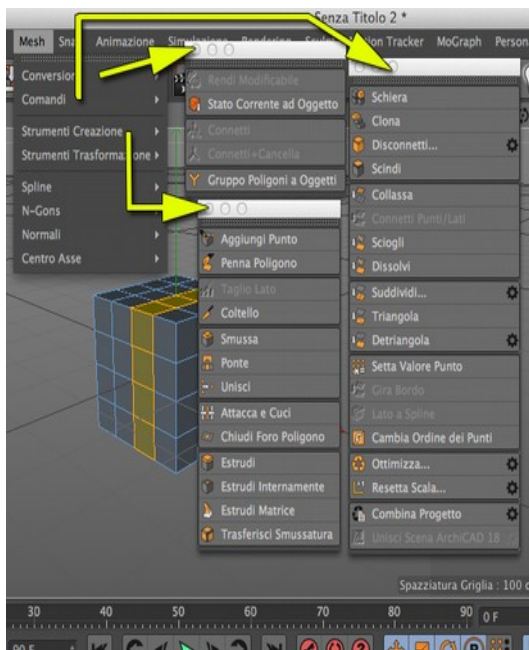 Senza Titolo 2 *
Mesh Animazione Rendering Motion Tracker MoGraph
Conversion
Comandi
Strumenti Creazione
Strumenti Trasformazione
Spline
N-Gons
Normali
Centro Asse
Rendi Modificabile
Stato Corrente ad Oggetto
Connetti
Connetti+Cancella
Gruppo Poligoni a Oggetti
Aggiungi Punto
Penna Poligono
Taglio Lato
Coltello
Smussa
Ponte
Unisci
Attacca e Cuci
Chiudi Foro Poligono
Estrudi
Estrudi Internamente
Estrudi Matrice
Trasferisci Smussatura
Schiera
Clona
Disconnetti...
Scindi
Collassa
Connetti Punti/Lati
Sciogli
Dissolvi
Suddividi...
Triangola
Detriangola
Setta Valore Punto
Gira Bordo
Lato a Spline
Cambia Ordine dei Punti
Ottimizza...
Resetta Scala...
Combina Progetto
Unisci Scena ArchiCAD 18
Spaziatura Griglia : 100
30 40 50 60 70 80 90 0 F
90 F